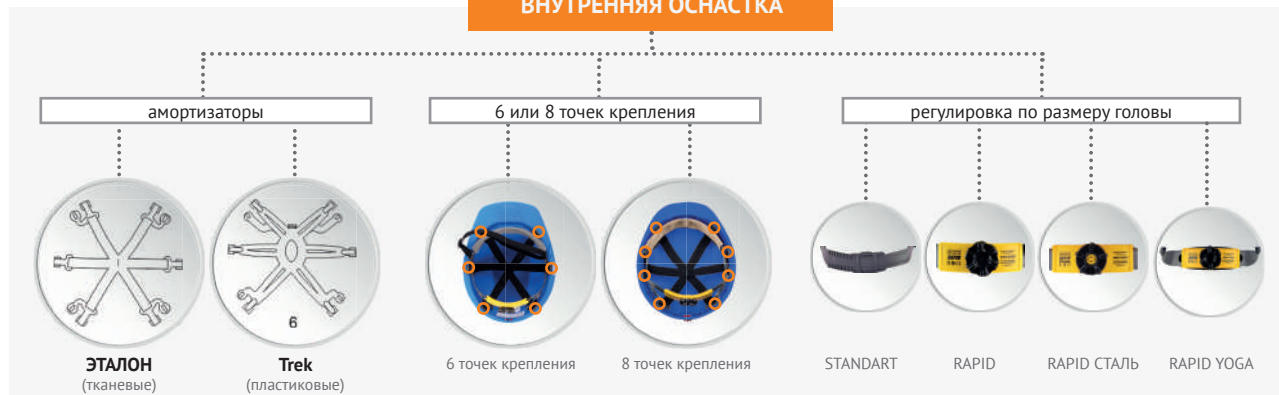 ВНУТРЕННЯЯ ОСНАСТКА
амортизаторы
6 или 8 точек крепления
регулировка по размеру головы
6
ЭТАЛОН
(тканевые)
Trek
(пластиковые)
6 точек крепления
8 точек крепления
STANDART
RAPID
RAPID СТАЛЬ
RAPID YOGA